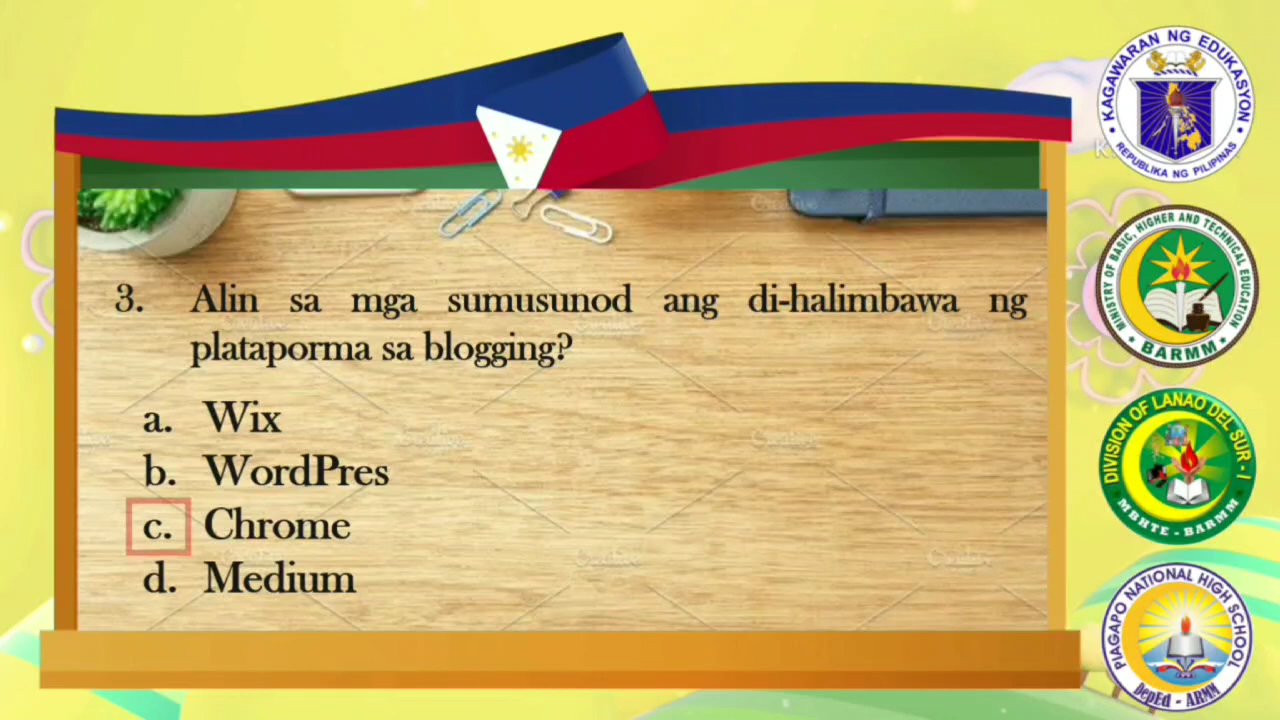 3. Alin sa mga sumusunod ang di-halimbawa ng
plataporma sa blogging?
a. Wix
b. WordPres
c. Chrome
d. Medium
KAGAWARAN NG EDUKASYON
REPUBLIKA NG PILIPINAS
MINISTRY OF BASIC, HIGHER AND TECHNICAL EDUCATION
BARMM
DIVISION OF LANAO DEL SUR - I
MBHTE - BARMM
PIAGAPO NATIONAL HIGH SCHOOL
DepEd - ARMM